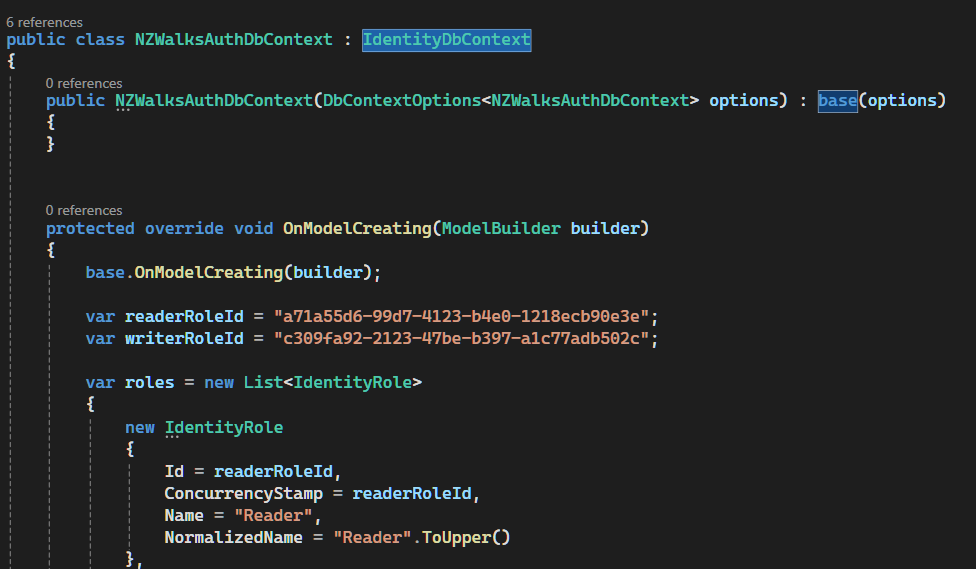 6 references
public class NZWalksAuthDbContext : IdentityDbContext
{
0 references
public NZWalksAuthDbContext(DbContextOptions<NZWalksAuthDbContext> options) : base(options)
{
}
0 references
protected override void OnModelCreating(ModelBuilder builder)
{
base.OnModelCreating(builder);
var readerRoleId = "a71a55d6-99d7-4123-b4e0-1218ecb90e3e";
var writerRoleId = "c309fa92-2123-47be-b397-a1c77adb502c";
var roles = new List<IdentityRole>
{
new IdentityRole
{
Id = readerRoleId,
ConcurrencyStamp = readerRoleId,
Name = "Reader",
NormalizedName = "Reader".ToUpper()
},